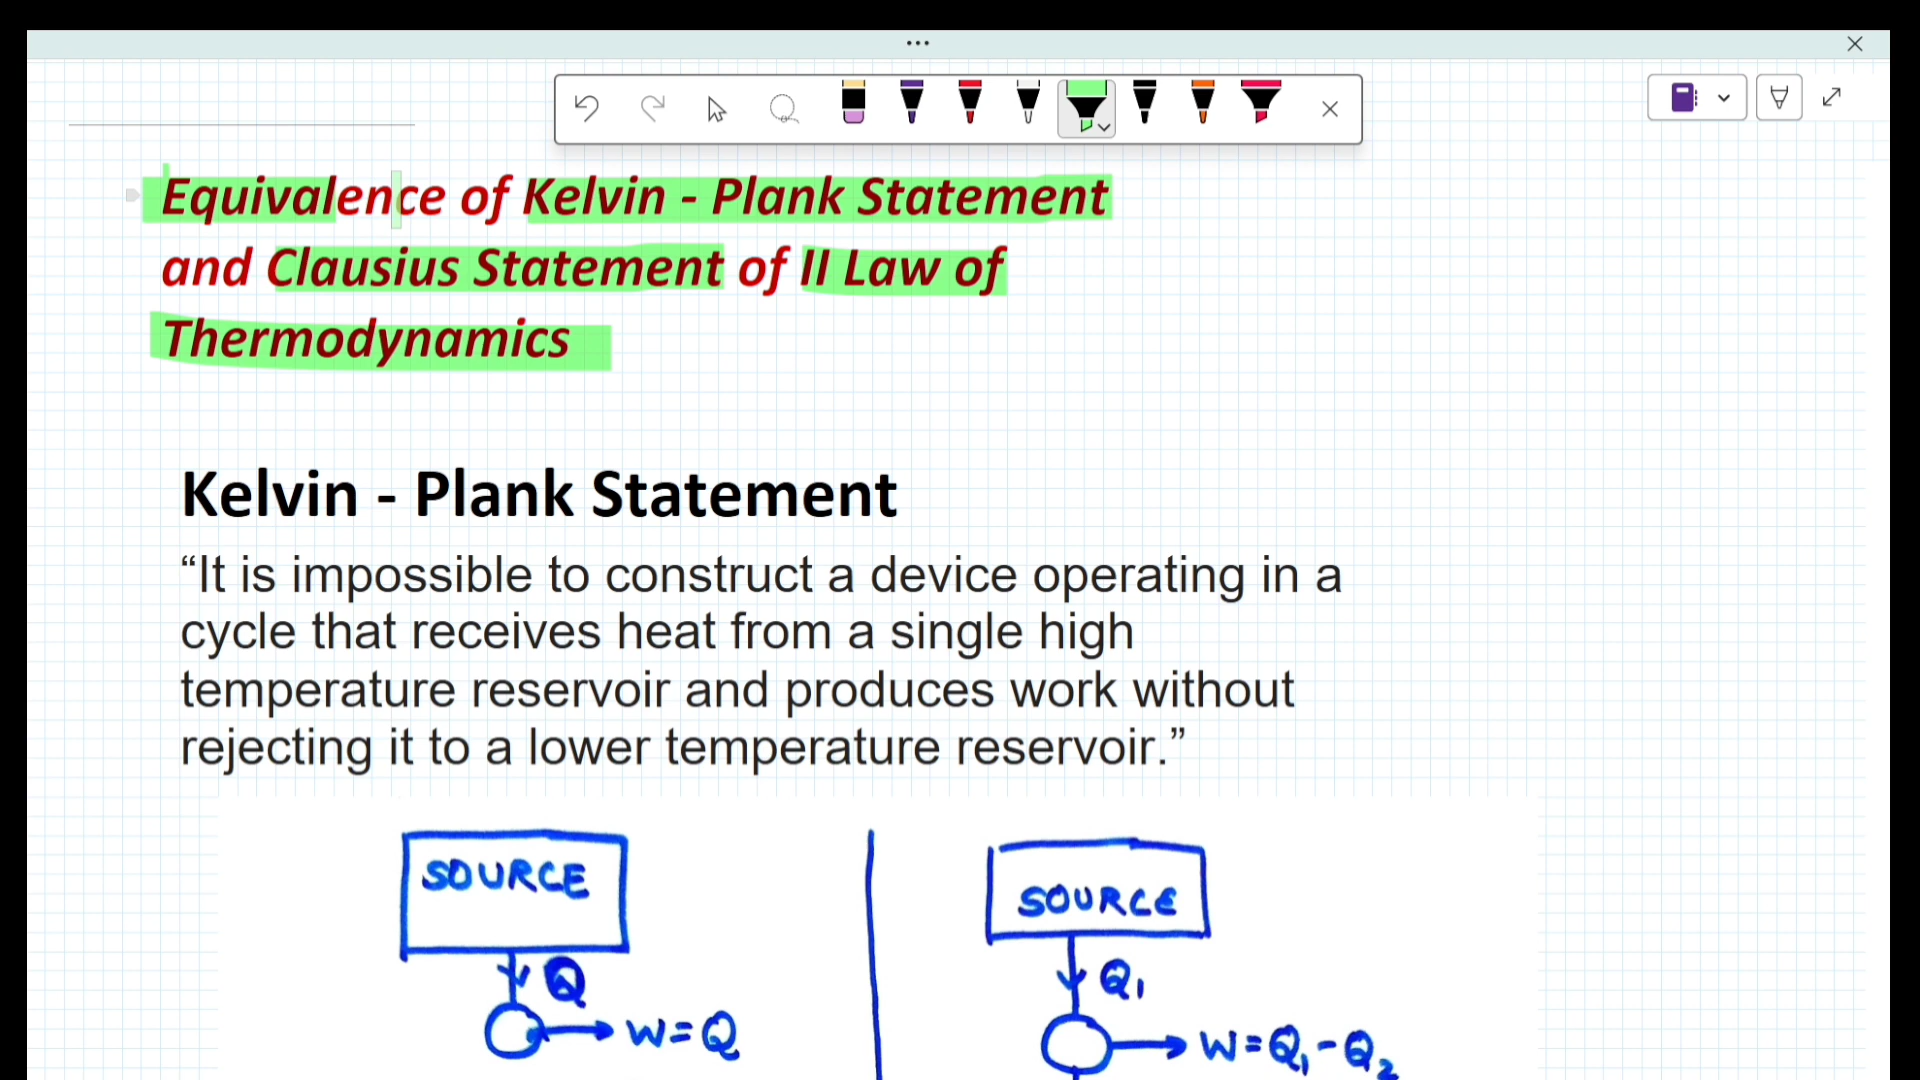 Equivalence of Kelvin - Plank Statement
and Clausius Statement of II Law of
Thermodynamics
Kelvin - Plank Statement
“It is impossible to construct a device operating in a
cycle that receives heat from a single high
temperature reservoir and produces work without
rejecting it to a lower temperature reservoir.”
SOURCE
Q
W=Q
SOURCE
Q₁
W=Q₁-Q₂